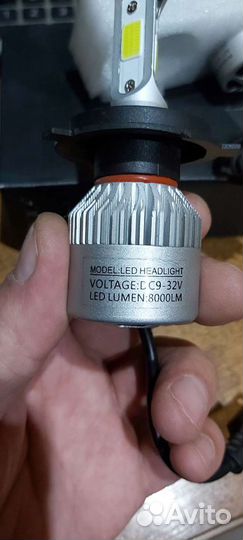 MODEL:LED HEADLIGHT
VOLTAGE:DC9-32V
LED LUMEN:8000LM
Avito